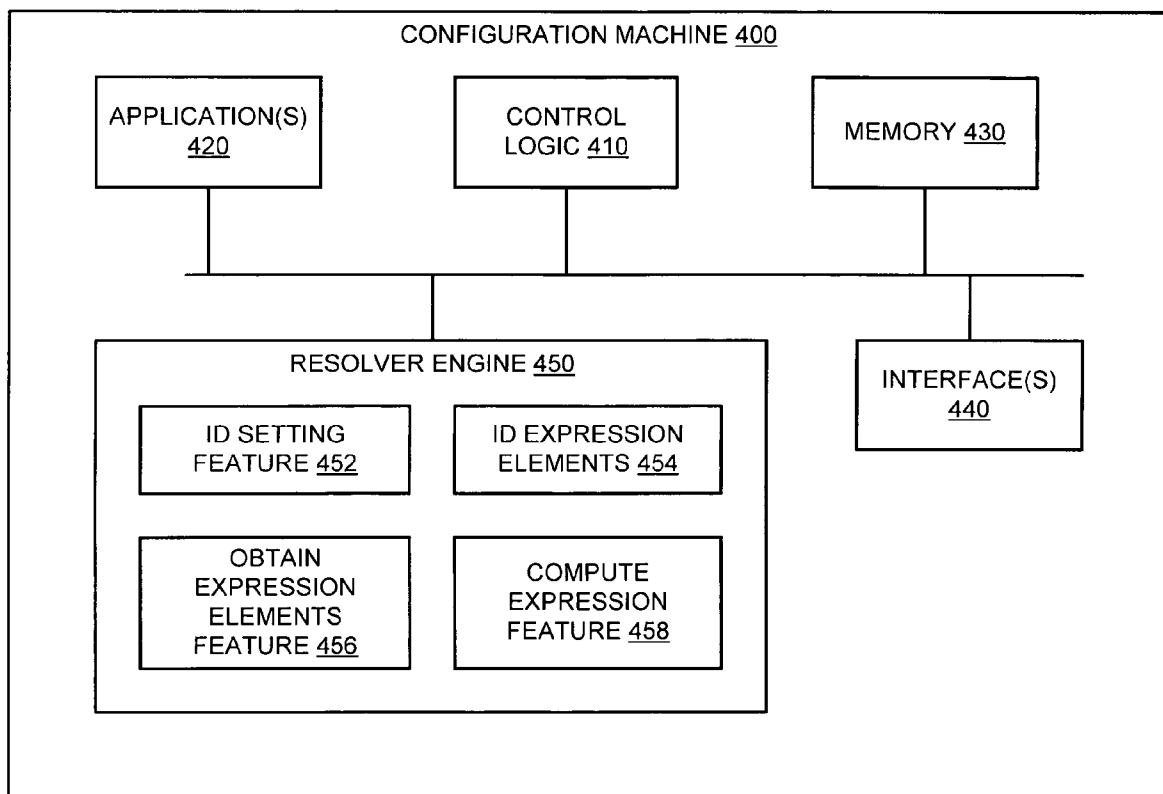 CONFIGURATION MACHINE 400
APPLICATION(S)
420
CONTROL
LOGIC 410
MEMORY 430
RESOLVER ENGINE 450
ID SETTING
FEATURE 452
ID EXPRESSION
ELEMENTS 454
OBTAIN
EXPRESSION
ELEMENTS
FEATURE 456
COMPUTE
EXPRESSION
FEATURE 458
INTERFACE(S)
440